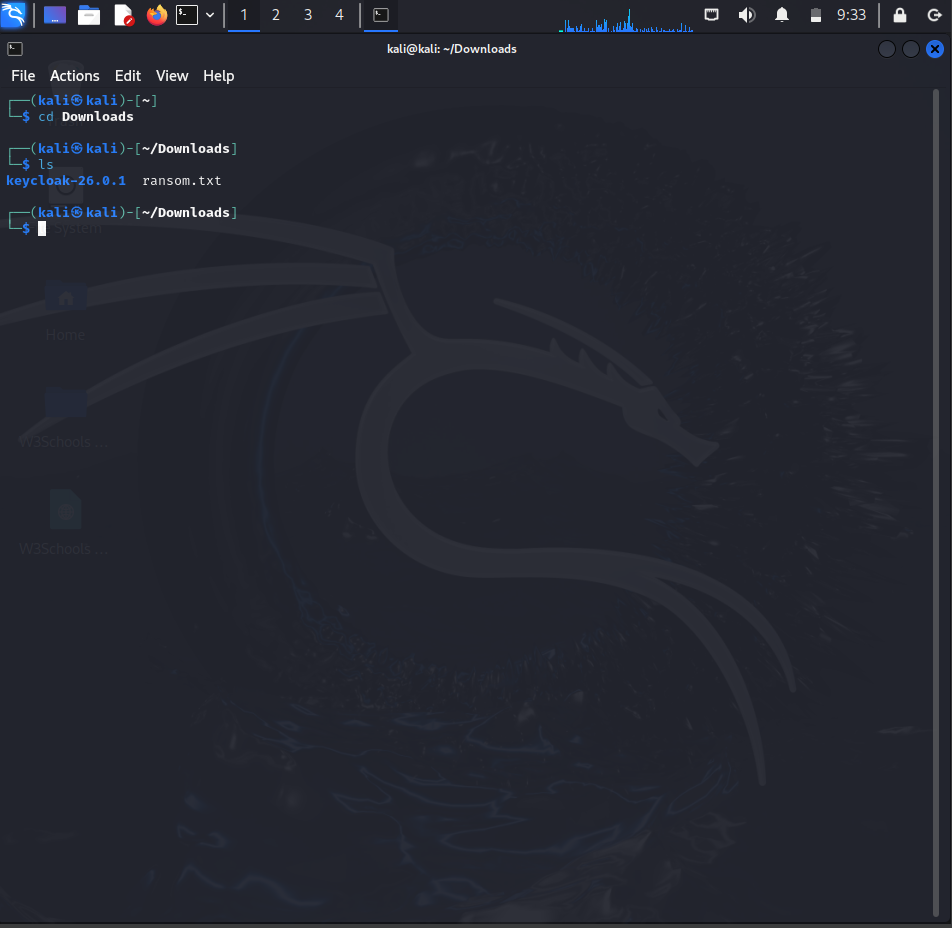 1 2 3 4 9:33
kali@kali: ~/Downloads
File Actions Edit View Help
┌──(kali㉿kali)-[~]
└─$ cd Downloads
┌──(kali㉿kali)-[~/Downloads]
└─$ ls
keycloak-26.0.1  ransom.txt
┌──(kali㉿kali)-[~/Downloads]
└─$
System
Home
W3Schools ...
W3Schools ...